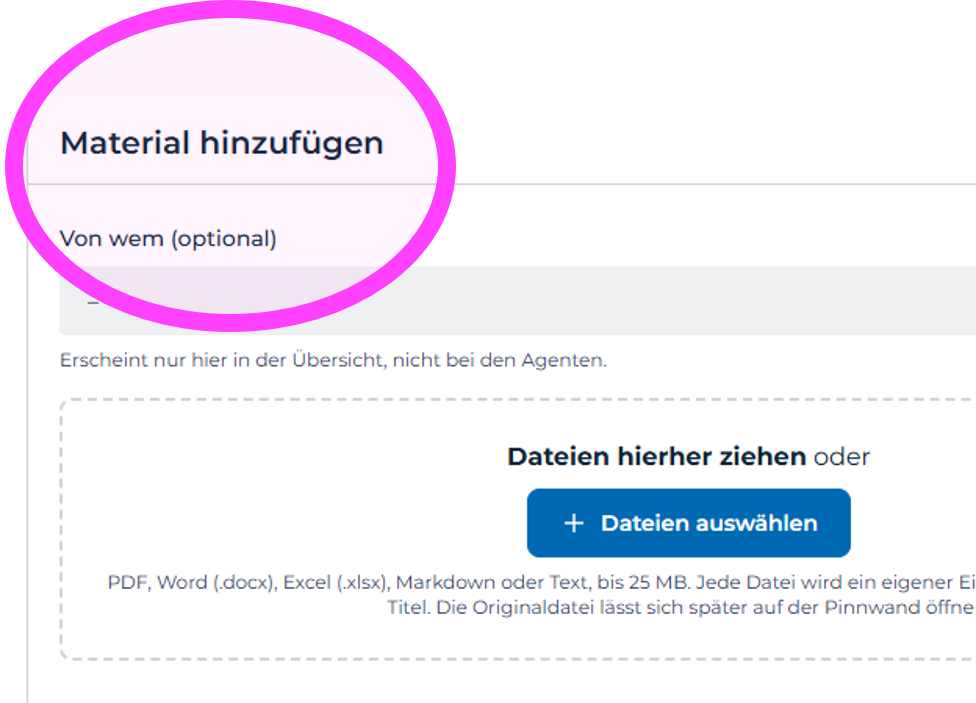 Material hinzufügen
Von wem (optional)
–
Erscheint nur hier in der Übersicht, nicht bei den Agenten.
Dateien hierher ziehen oder
+ Dateien auswählen
PDF, Word (.docx), Excel (.xlsx), Markdown oder Text, bis 25 MB. Jede Datei wird ein eigener Ei
Titel. Die Originaldatei lässt sich später auf der Pinnwand öffne